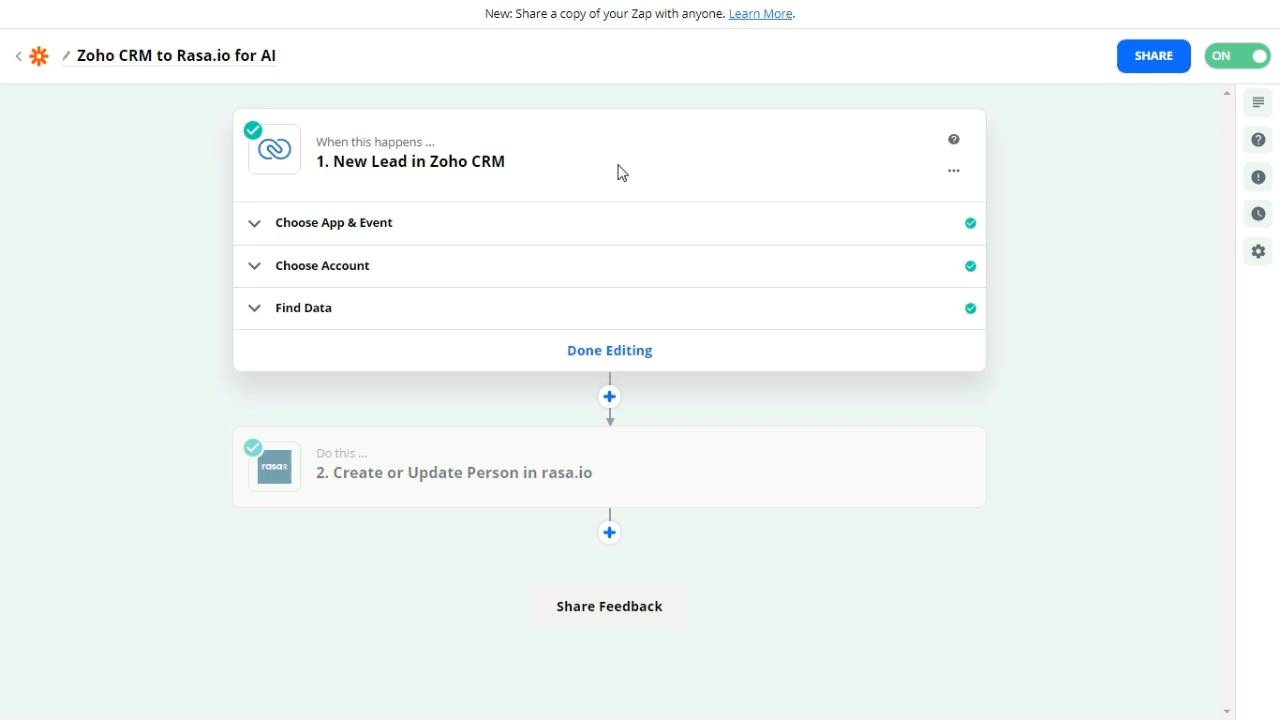 New: Share a copy of your Zap with anyone. Learn More.
Zoho CRM to Rasa.io for AI
SHARE
ON
When this happens ...
1. New Lead in Zoho CRM
Choose App & Event
Choose Account
Find Data
Done Editing
rasa
Do this ...
2. Create or Update Person in rasa.io
Share Feedback